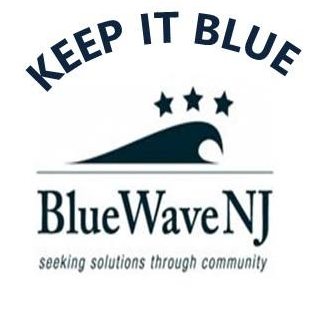 KEEP IT BLUE
BlueWaveNJ
seeking solutions through community